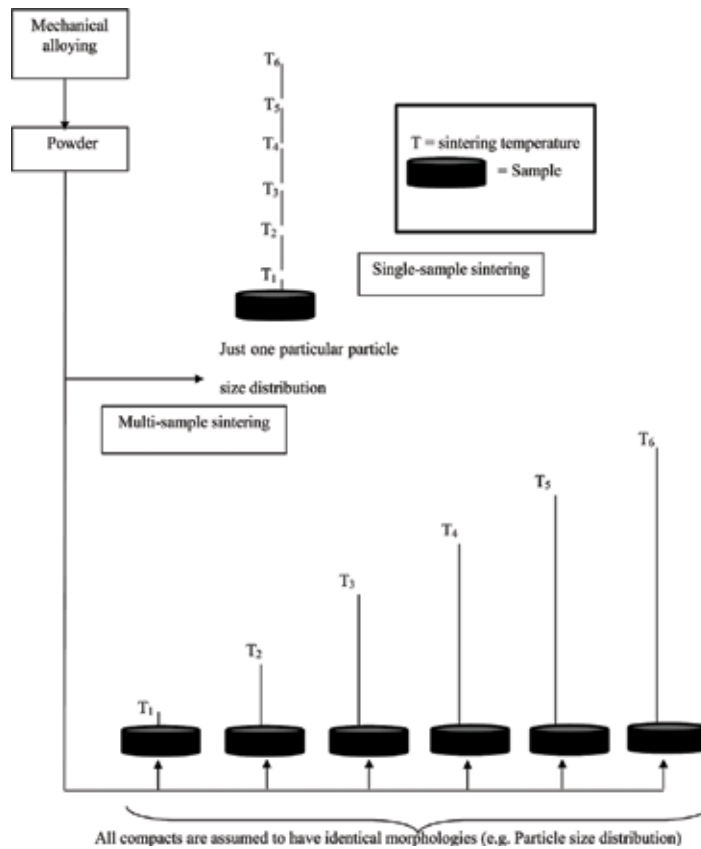 Mechanical
alloying
Powder
T₆
T₅
T₄
T₃
T₂
T₁
T = sintering temperature
= Sample
Single-sample sintering
Just one particular particle
size distribution
Multi-sample sintering
T₆
T₅
T₄
T₃
T₂
T₁
All compacts are assumed to have identical morphologies (e.g. Particle size distribution)